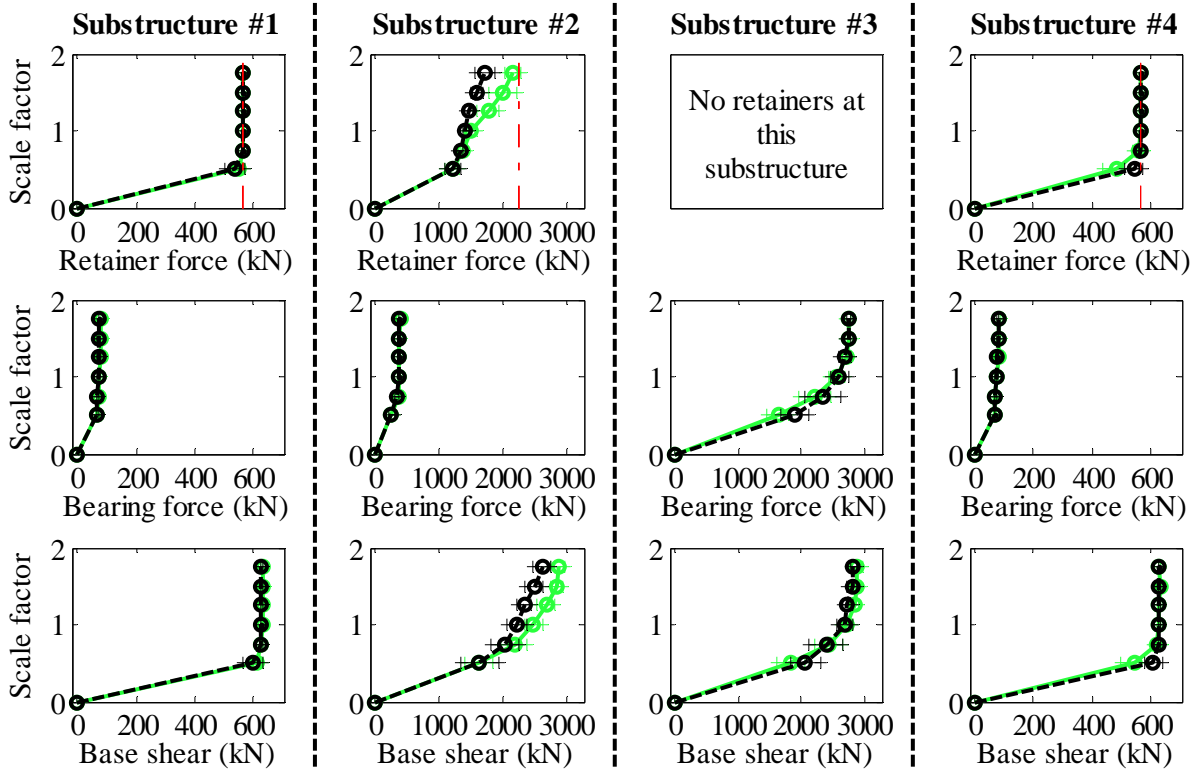 Substructure #1 Substructure #2 Substructure #3 Substructure #4
Scale factor
2
1
0
0 200 400 600
Retainer force (kN)
2
1
0
0 1000 2000 3000
Retainer force (kN)
No retainers at
this
substructure
2
1
0
0 200 400 600
Retainer force (kN)
Scale factor
2
1
0
0 200 400 600
Bearing force (kN)
2
1
0
0 1000 2000 3000
Bearing force (kN)
2
1
0
0 1000 2000 3000
Bearing force (kN)
2
1
0
0 200 400 600
Bearing force (kN)
Scale factor
2
1
0
0 200 400 600
Base shear (kN)
2
1
0
0 1000 2000 3000
Base shear (kN)
2
1
0
0 1000 2000 3000
Base shear (kN)
2
1
0
0 200 400 600
Base shear (kN)